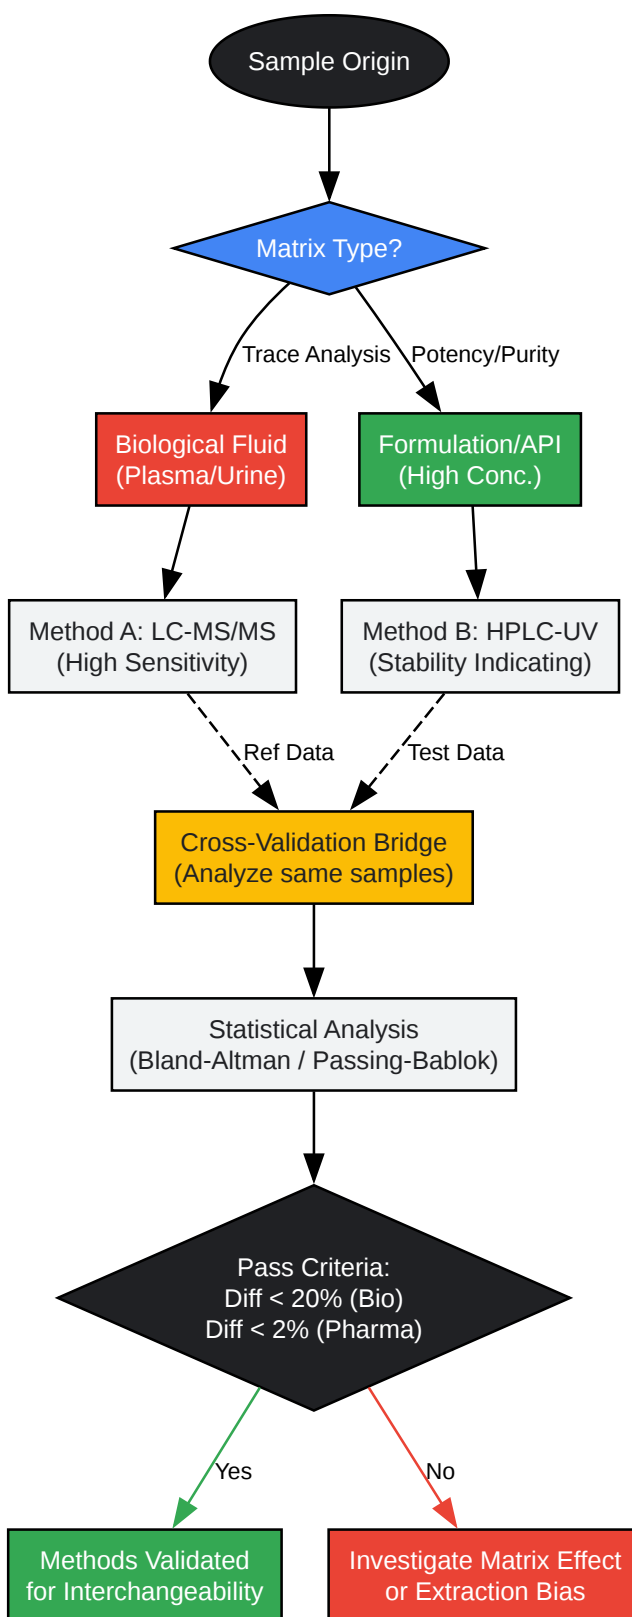 Sample Origin
Matrix Type?
Trace Analysis
Potency/Purity
Biological Fluid
(Plasma/Urine)
Formulation/API
(High Conc.)
Method A: LC-MS/MS
(High Sensitivity)
Method B: HPLC-UV
(Stability Indicating)
Ref Data
Test Data
Cross-Validation Bridge
(Analyze same samples)
Statistical Analysis
(Bland-Altman / Passing-Bablok)
Pass Criteria:
Diff < 20% (Bio)
Diff < 2% (Pharma)
Yes
No
Methods Validated
for Interchangeability
Investigate Matrix Effect
or Extraction Bias